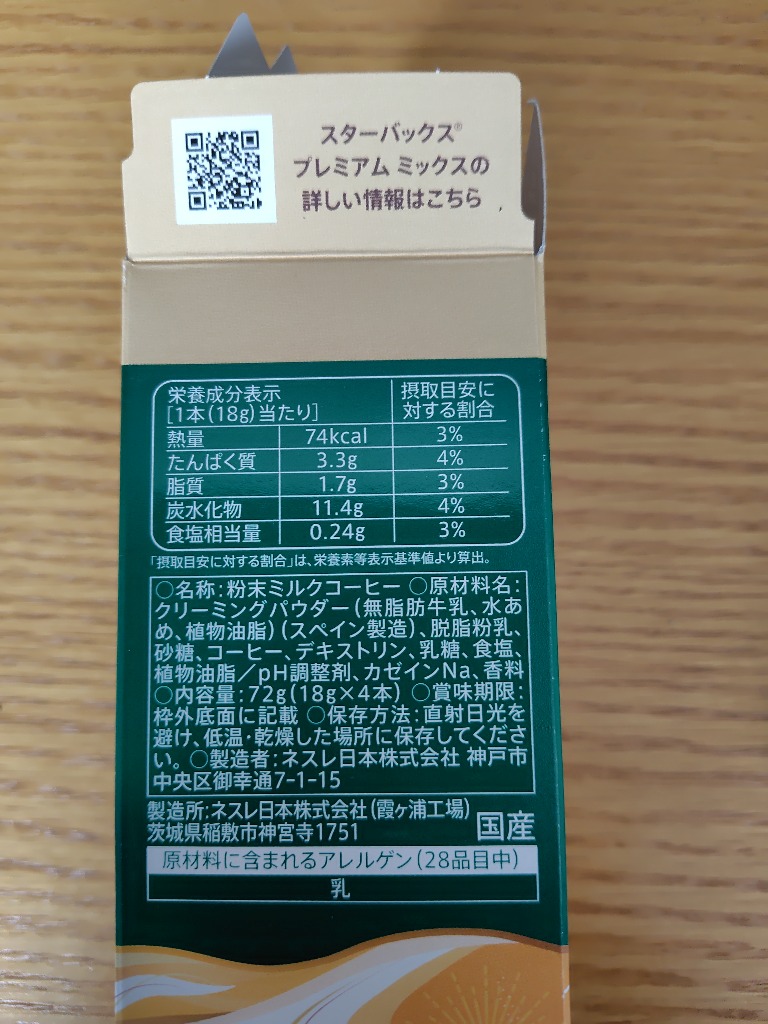 スターバックス®
プレミアム ミックスの
詳しい情報はこちら
栄養成分表示 摂取目安に
[1本(18g)当たり] 対する割合
熱量 74kcal 3%
たんぱく質 3.3g 4%
脂質 1.7g 3%
炭水化物 11.4g 4%
食塩相当量 0.24g 3%
「摂取目安に対する割合」は、栄養素等表示基準値より算出。
○名称:粉末ミルクコーヒー ○原材料名:
クリーミングパウダー(無脂肪牛乳、水あ
め、植物油脂)(スペイン製造)、脱脂粉乳、
砂糖、コーヒー、デキストリン、乳糖、食塩、
植物油脂/pH調整剤、カゼインNa、香料
○内容量:72g(18g×4本) ○賞味期限:
枠外底面に記載 ○保存方法:直射日光を
避け、低温・乾燥した場所に保存してくださ
い。 ○製造者:ネスレ日本株式会社 神戸市
中央区御幸通7-1-15
製造所:ネスレ日本株式会社(霞ヶ浦工場)
茨城県稲敷市神宮寺1751 国産
原材料に含まれるアレルゲン(28品目中)
乳